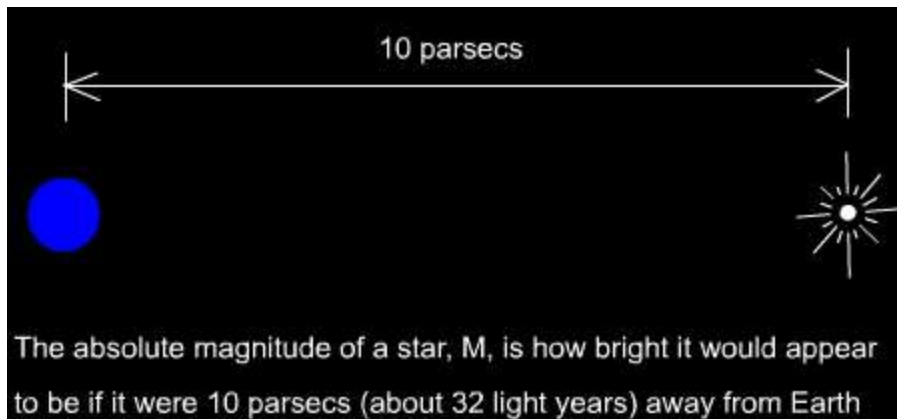 10 parsecs
The absolute magnitude of a star, M, is how bright it would appear
to be if it were 10 parsecs (about 32 light years) away from Earth